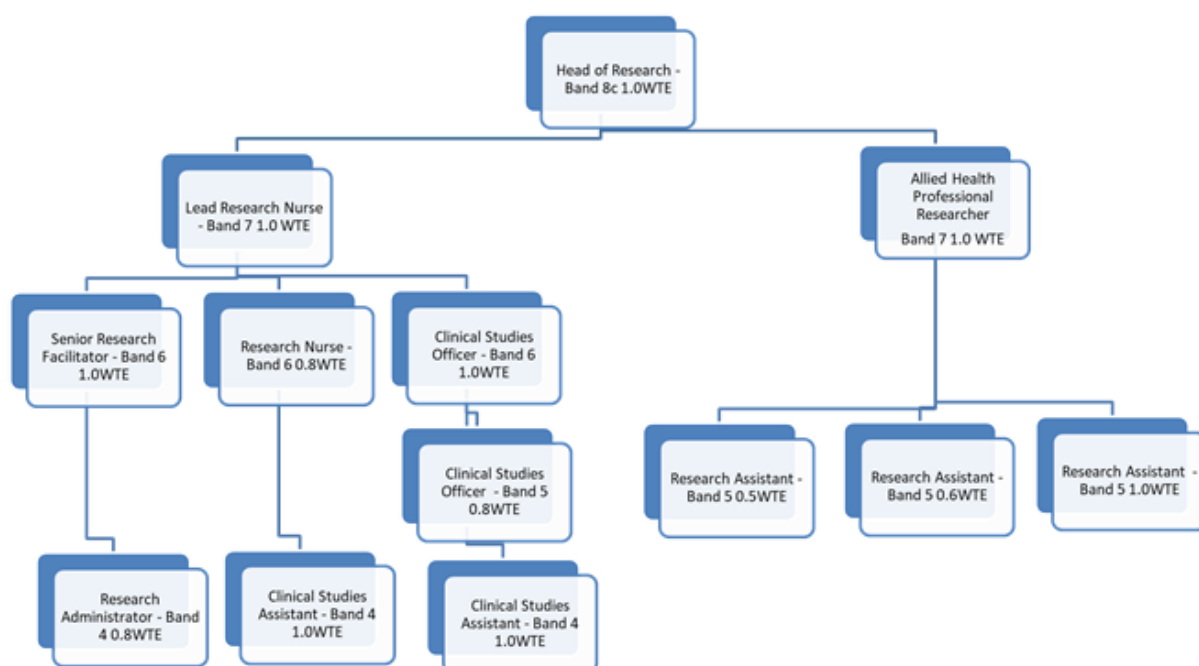 Head of Research -
Band 8c 1.0WTE
Lead Research Nurse
- Band 7 1.0 WTE
Allied Health
Professional
Researcher
Band 7 1.0 WTE
Senior Research
Facilitator - Band 6
1.0WTE
Research Nurse -
Band 6 0.8WTE
Clinical Studies
Officer - Band 6
1.0WTE
Clinical Studies
Officer - Band 5
0.8WTE
Research Assistant -
Band 5 0.5WTE
Research Assistant -
Band 5 0.6WTE
Research Assistant -
Band 5 1.0WTE
Research
Administrator - Band
4 0.8WTE
Clinical Studies
Assistant - Band 4
1.0WTE
Clinical Studies
Assistant - Band 4
1.0WTE